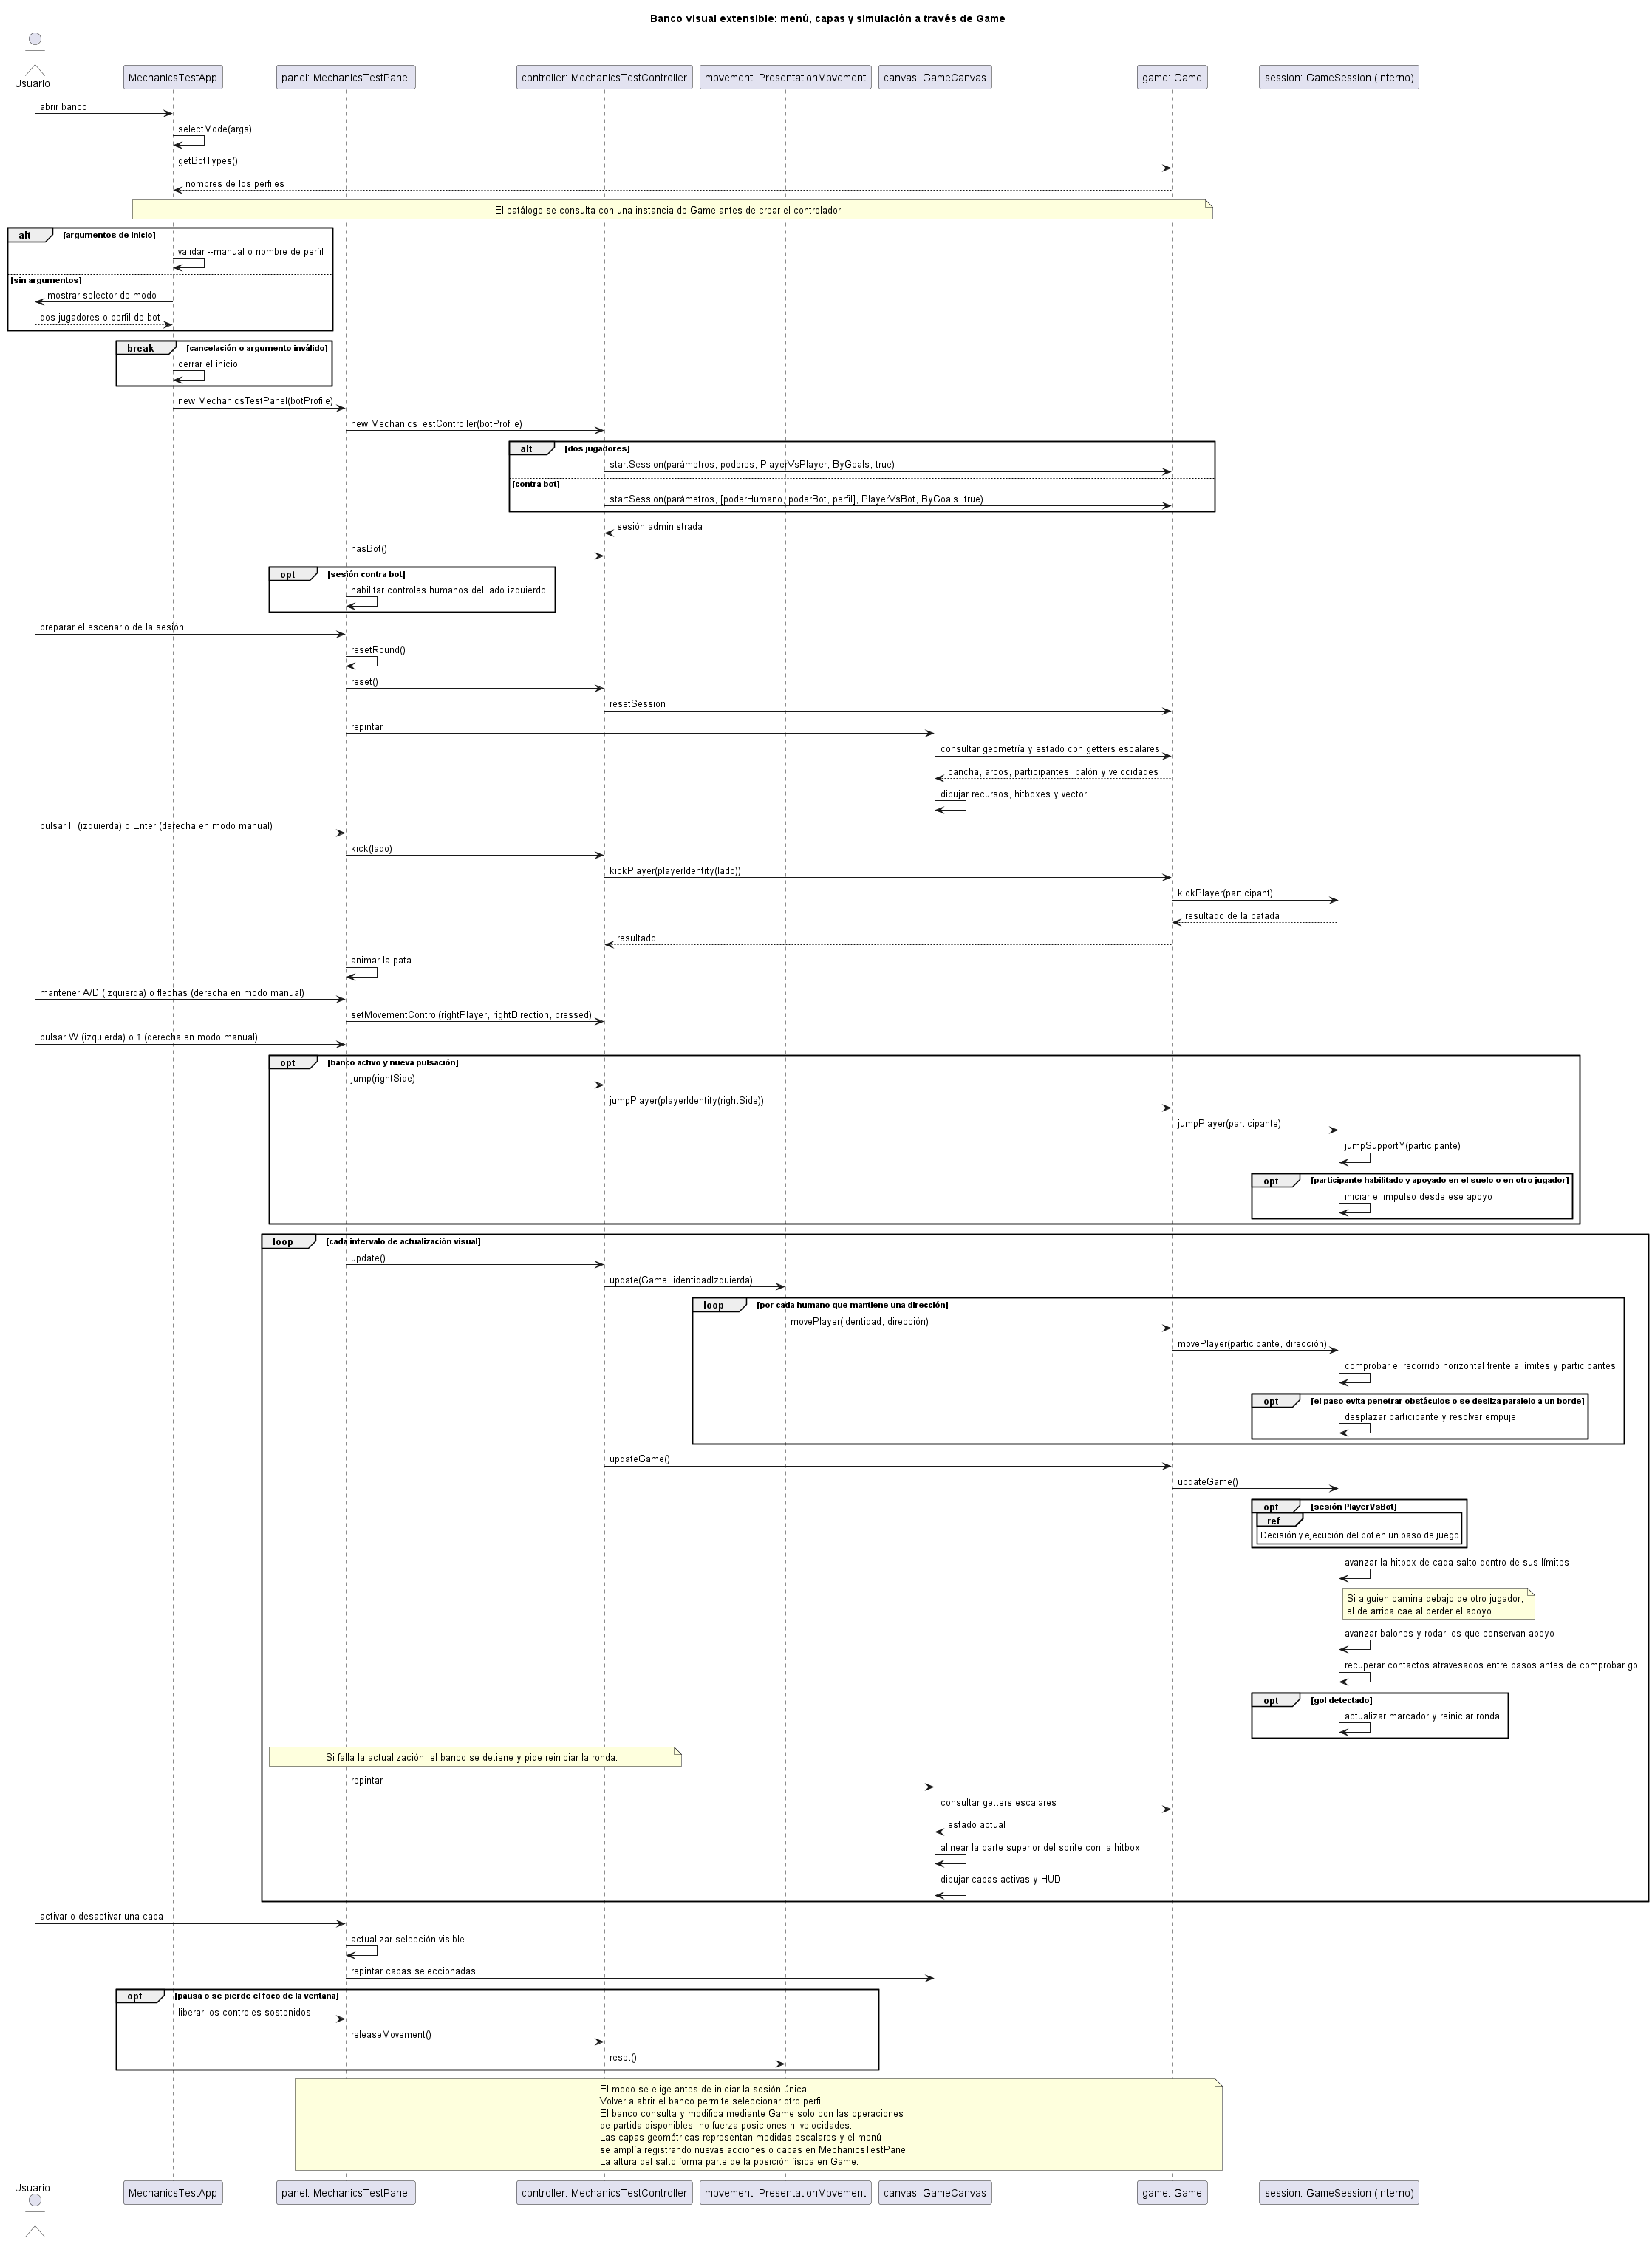 Banco visual extensible: menú, capas y simulación a través de Game
Usuario
MechanicsTestApp
panel: MechanicsTestPanel
controller: MechanicsTestController
movement: PresentationMovement
canvas: GameCanvas
game: Game
session: GameSession (interno)
abrir banco
selectMode(args)
getBotTypes()
nombres de los perfiles
El catálogo se consulta con una instancia de Game antes de crear el controlador.
alt [argumentos de inicio]
validar --manual o nombre de perfil
[sin argumentos]
mostrar selector de modo
dos jugadores o perfil de bot
break [cancelación o argumento inválido]
cerrar el inicio
new MechanicsTestPanel(botProfile)
new MechanicsTestController(botProfile)
alt [dos jugadores]
startSession(parámetros, poderes, PlayerVsPlayer, ByGoals, true)
[contra bot]
startSession(parámetros, [poderHumano, poderBot, perfil], PlayerVsBot, ByGoals, true)
sesión administrada
hasBot()
opt [sesión contra bot]
habilitar controles humanos del lado izquierdo
preparar el escenario de la sesión
resetRound()
reset()
resetSession
repintar
consultar geometría y estado con getters escalares
cancha, arcos, participantes, balón y velocidades
dibujar recursos, hitboxes y vector
pulsar F (izquierda) o Enter (derecha en modo manual)
kick(lado)
kickPlayer(playerIdentity(lado))
kickPlayer(participant)
resultado de la patada
resultado
animar la pata
mantener A/D (izquierda) o flechas (derecha en modo manual)
setMovementControl(rightPlayer, rightDirection, pressed)
pulsar W (izquierda) o ↑ (derecha en modo manual)
opt [banco activo y nueva pulsación]
jump(rightSide)
jumpPlayer(playerIdentity(rightSide))
jumpPlayer(participante)
jumpSupportY(participante)
opt [participante habilitado y apoyado en el suelo o en otro jugador]
iniciar el impulso desde ese apoyo
loop [cada intervalo de actualización visual]
update()
update(Game, identidadIzquierda)
loop [por cada humano que mantiene una dirección]
movePlayer(identidad, dirección)
movePlayer(participante, dirección)
comprobar el recorrido horizontal frente a límites y participantes
opt [el paso evita penetrar obstáculos o se desliza paralelo a un borde]
desplazar participante y resolver empuje
updateGame()
updateGame()
opt [sesión PlayerVsBot]
ref
Decisión y ejecución del bot en un paso de juego
avanzar la hitbox de cada salto dentro de sus límites
Si alguien camina debajo de otro jugador,
el de arriba cae al perder el apoyo.
avanzar balones y rodar los que conservan apoyo
recuperar contactos atravesados entre pasos antes de comprobar gol
opt [gol detectado]
actualizar marcador y reiniciar ronda
Si falla la actualización, el banco se detiene y pide reiniciar la ronda.
repintar
consultar getters escalares
estado actual
alinear la parte superior del sprite con la hitbox
dibujar capas activas y HUD
activar o desactivar una capa
actualizar selección visible
repintar capas seleccionadas
opt [pausa o se pierde el foco de la ventana]
liberar los controles sostenidos
releaseMovement()
reset()
El modo se elige antes de iniciar la sesión única.
Volver a abrir el banco permite seleccionar otro perfil.
El banco consulta y modifica mediante Game solo con las operaciones
de partida disponibles; no fuerza posiciones ni velocidades.
Las capas geométricas representan medidas escalares y el menú
se amplía registrando nuevas acciones o capas en MechanicsTestPanel.
La altura del salto forma parte de la posición física en Game.
Usuario
MechanicsTestApp
panel: MechanicsTestPanel
controller: MechanicsTestController
movement: PresentationMovement
canvas: GameCanvas
game: Game
session: GameSession (interno)